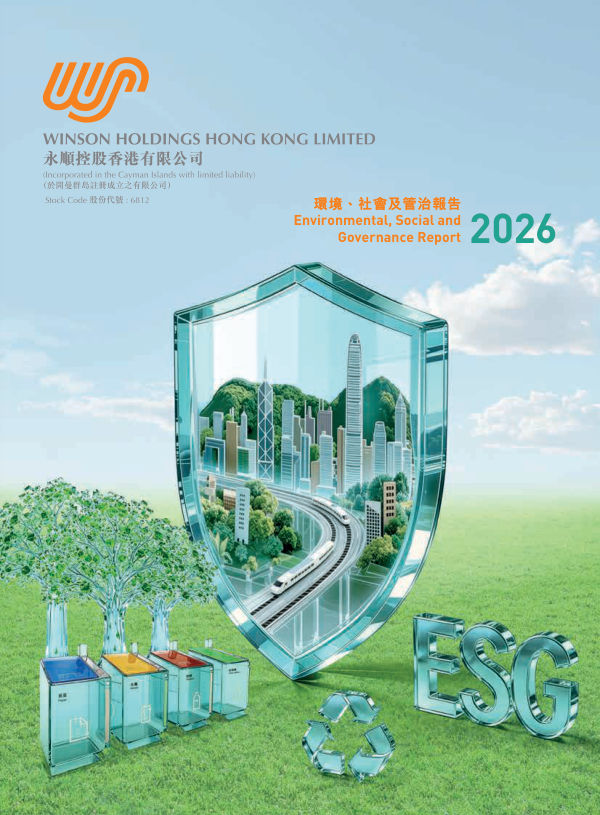 WINSON HOLDINGS HONG KONG LIMITED
永順控股香港有限公司
(Incorporated in the Cayman Islands with limited liability)
(於開曼群島註冊成立之有限公司)
Stock Code 股份代號 : 6812
環境、社會及管治報告
Environmental, Social and
Governance Report
2026
Paper
ESG